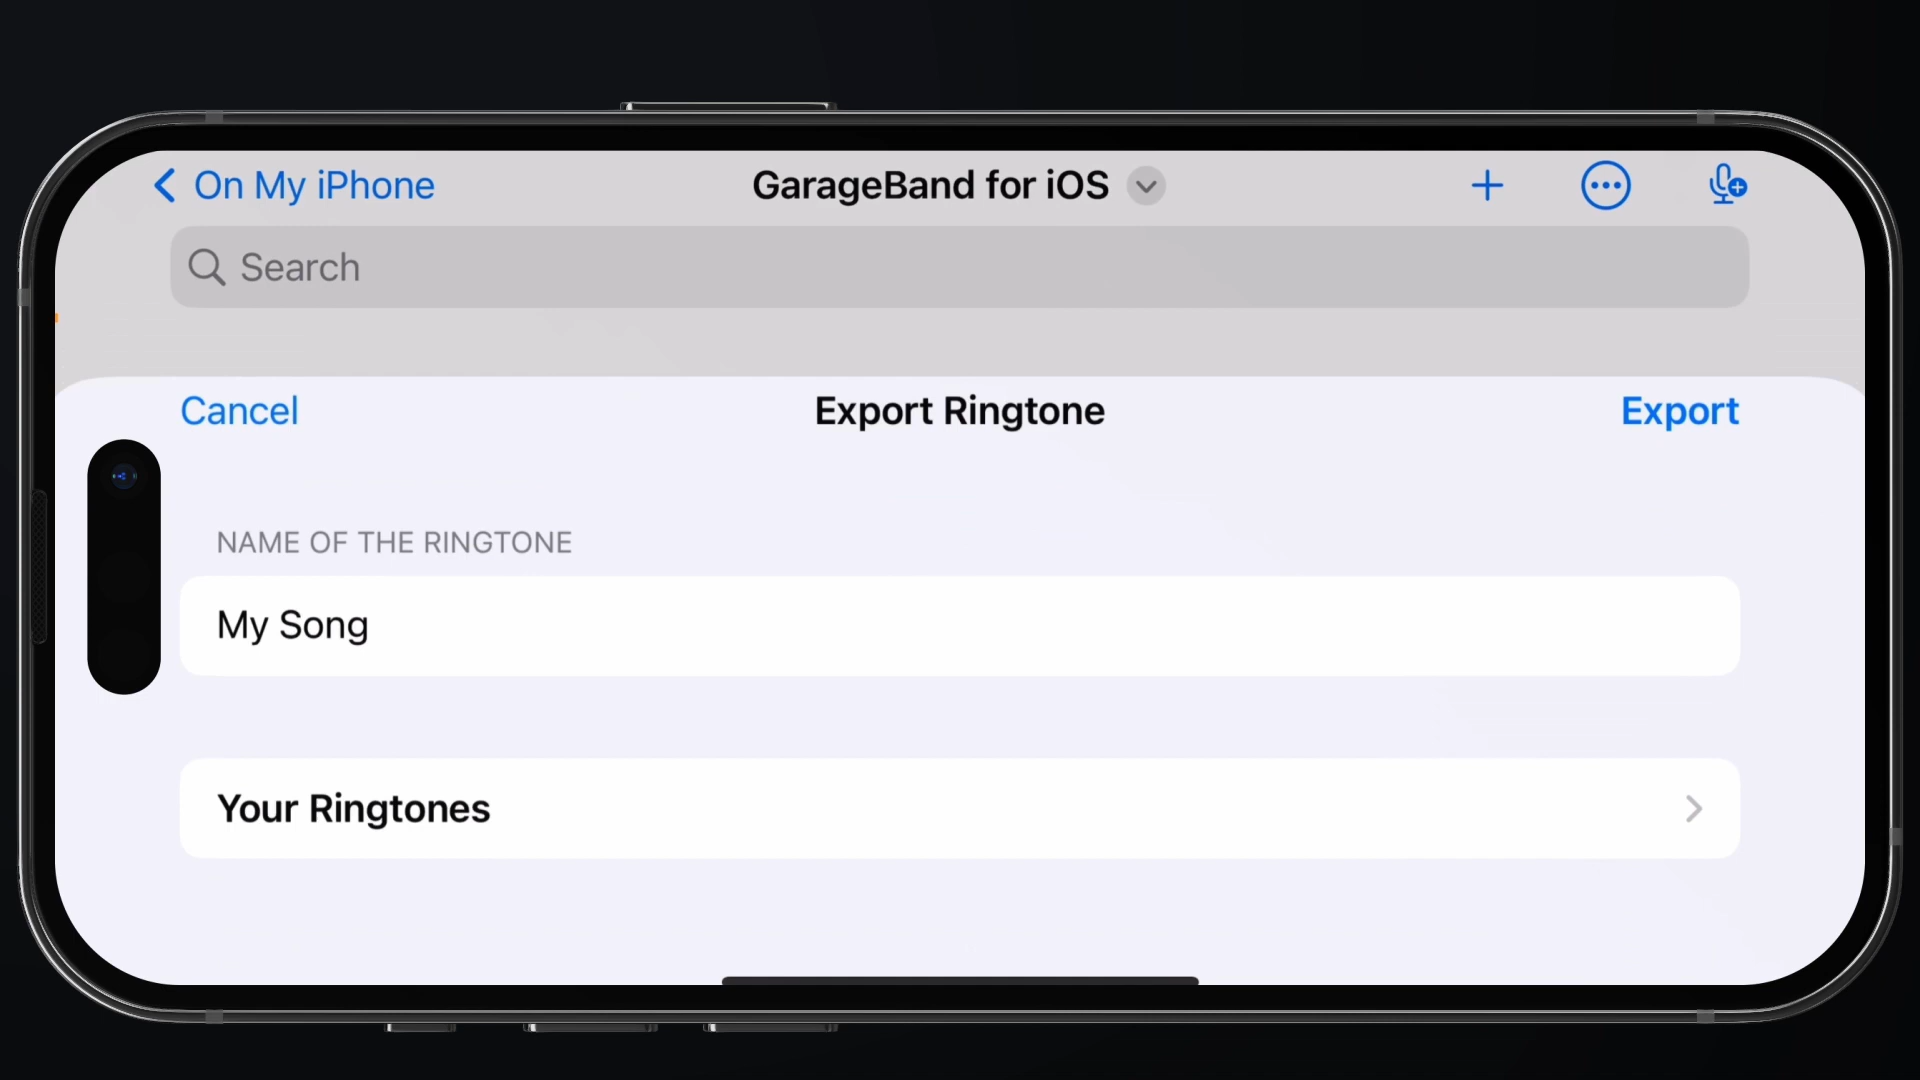 On My iPhone
GarageBand for iOS
Search
Cancel
Export Ringtone
Export
NAME OF THE RINGTONE
My Song
Your Ringtones